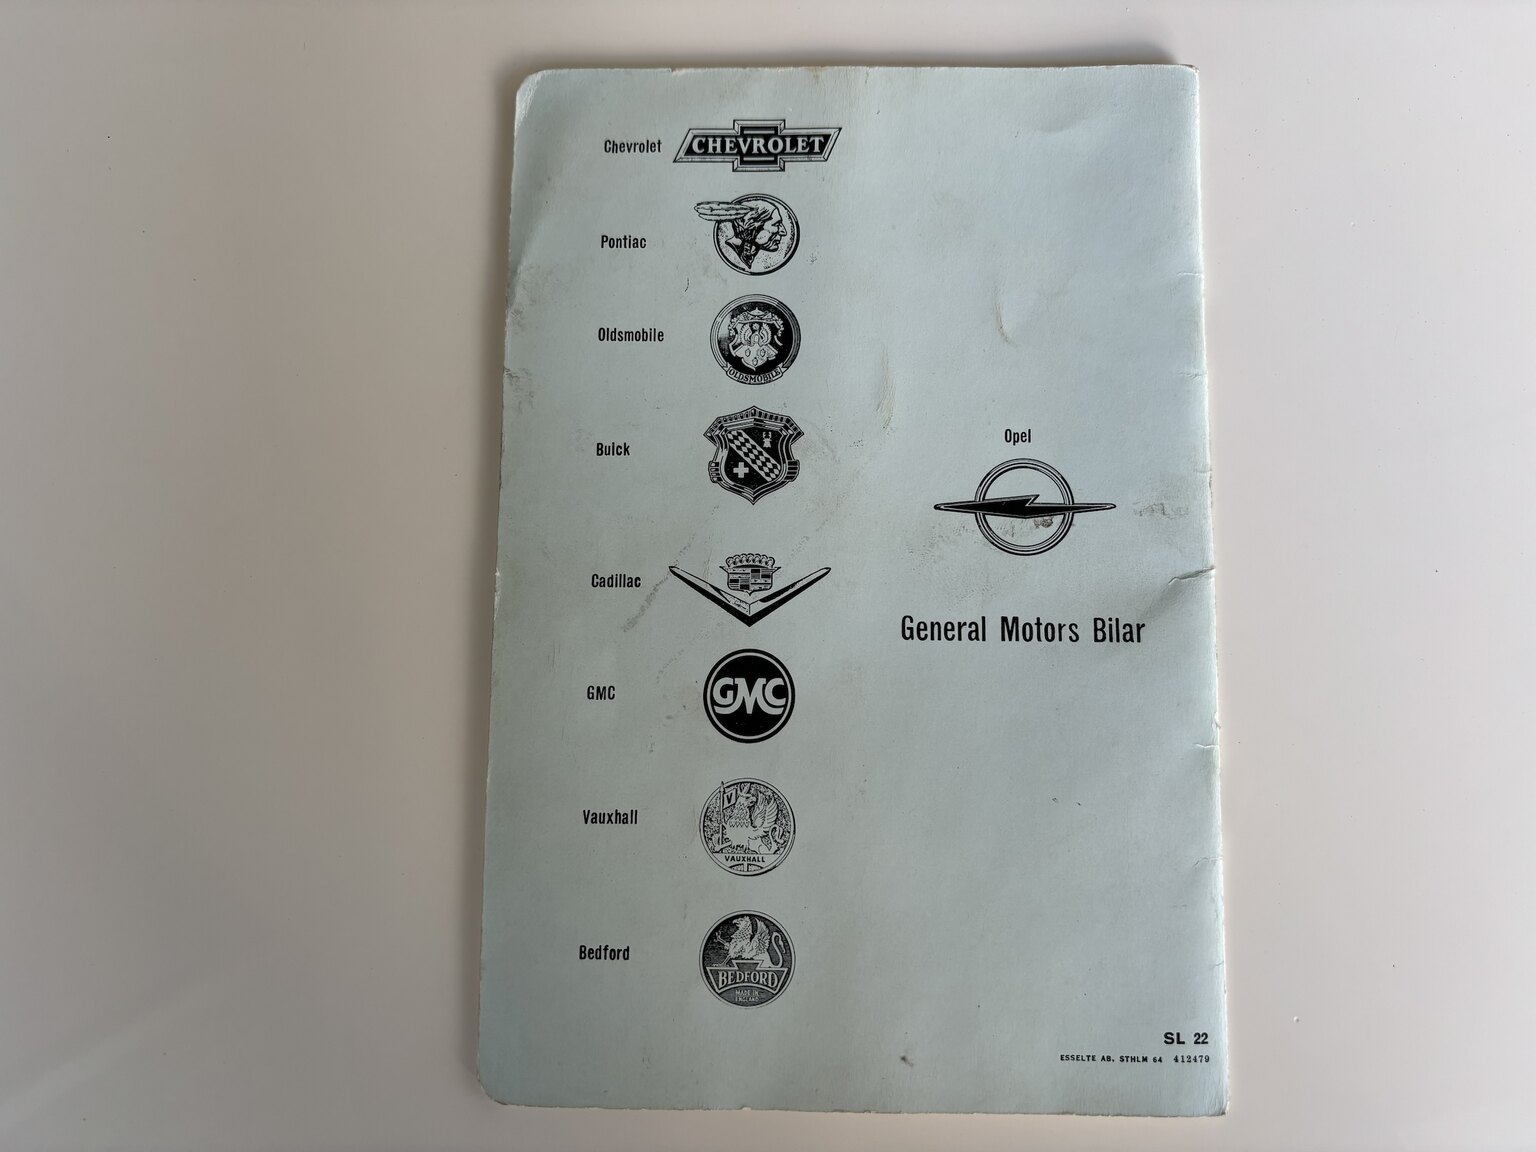 Chevrolet
CHEVROLET
Pontiac
Oldsmobile
OLDSMOBILE
Buick
Cadillac
GMC
GMC
Vauxhall
V
VAUXHALL
Bedford
BEDFORD
MADE IN
ENGLAND
Opel
General Motors Bilar
SL 22
ESSELTE AB, STHLM 64 412479